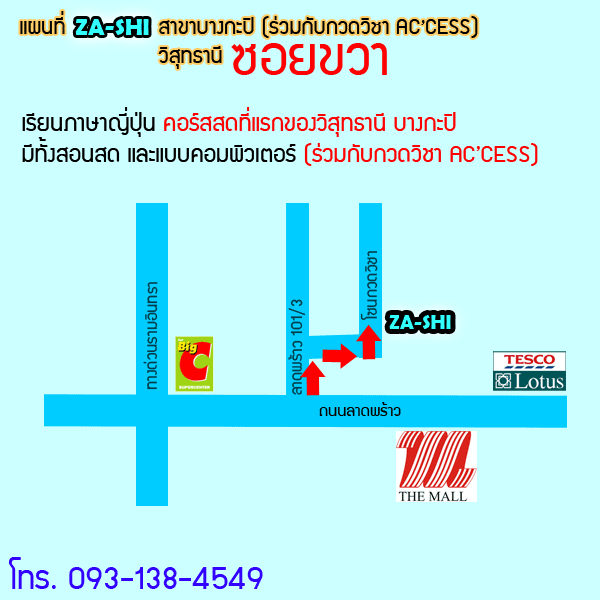 แผนที่ ZA-SHI สาขาบางกะปิ (ร่วมกับกวดวิชา AC'CESS)
วิสุทธานี ซอยขวา
เรียนภาษาญี่ปุ่น คอร์สสดที่แรกของวิสุทธานี บางกะปิ
มีทั้งสอนสด และแบบคอมพิวเตอร์ (ร่วมกับกวดวิชา AC'CESS)
ทางด่วนรามอินทรา
ลาดพร้าว 101/3
โซนกวดวิชา
ZA-SHI
Big
C
SUPERCENTER
TESCO
Lotus
ถนนลาดพร้าว
THE MALL
โทร. 093-138-4549